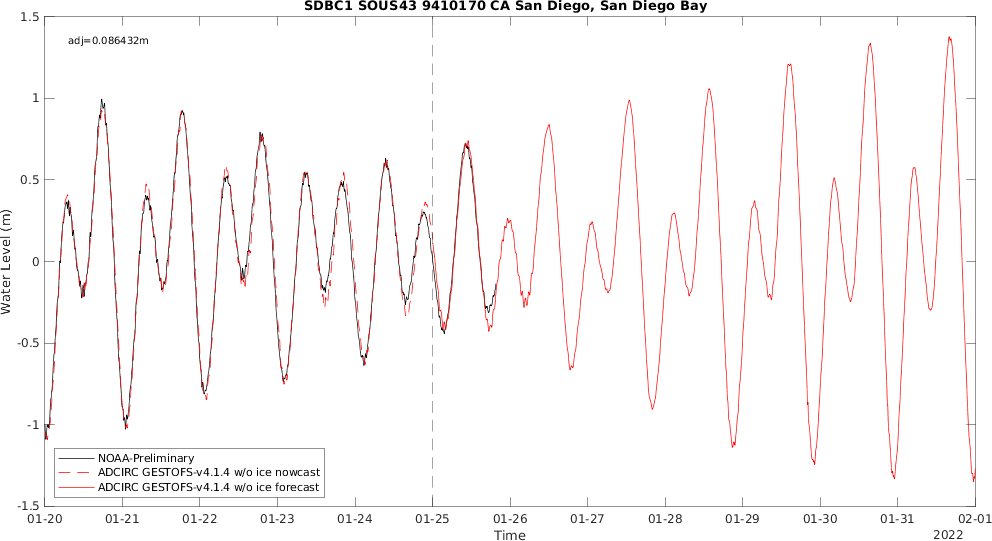 SDBC1 SOUS43 9410170 CA San Diego, San Diego Bay
adj=0.086432m
1.5
1
0.5
0
-0.5
-1
-1.5
Water Level (m)
NOAA-Preliminary
ADCIRC GESTOFS-v4.1.4 w/o ice nowcast
ADCIRC GESTOFS-v4.1.4 w/o ice forecast
01-20 01-21 01-22 01-23 01-24 01-25 01-26 01-27 01-28 01-29 01-30 01-31 02-01
Time
2022